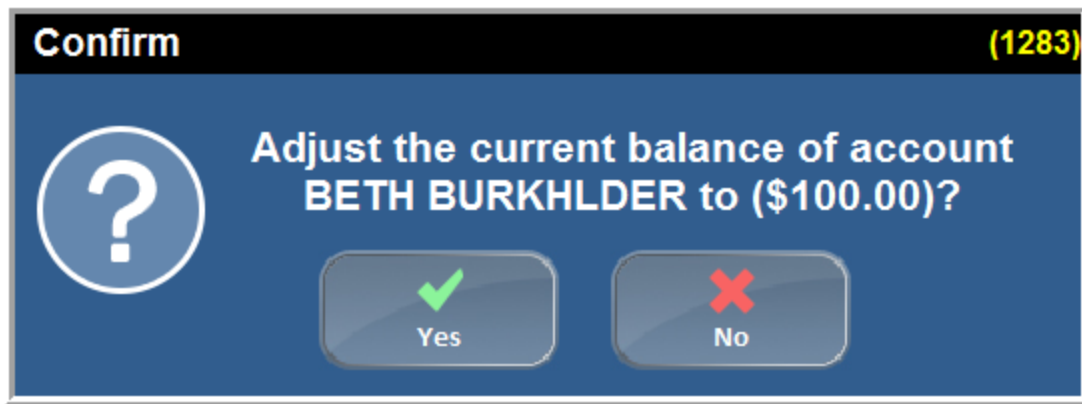 Confirm
(1283)
Adjust the current balance of account
BETH BURKHLDER to ($100.00)?
Yes
No